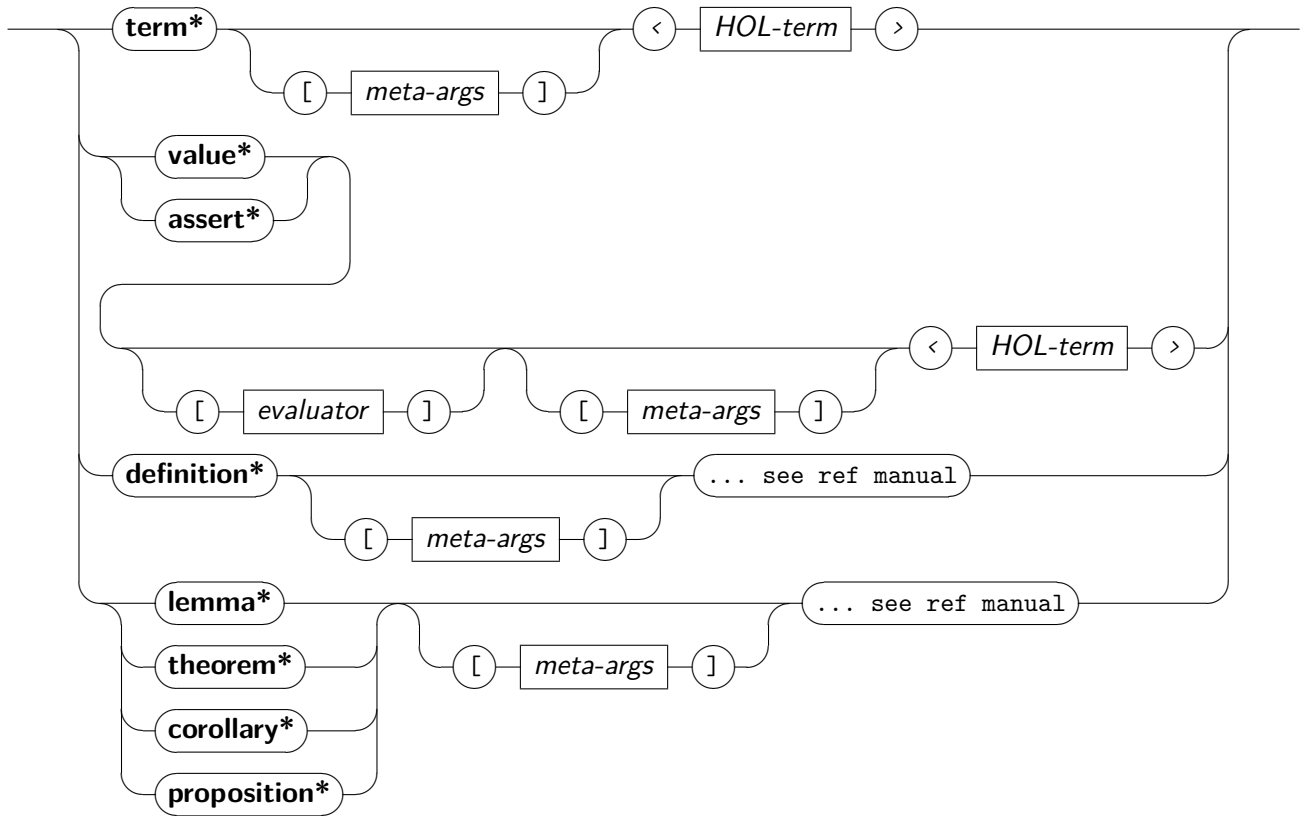 term* < HOL-term >
[ meta-args ]
value*
assert*
< HOL-term >
[ evaluator ] [ meta-args ]
definition* ... see ref manual
[ meta-args ]
lemma* ... see ref manual
theorem* [ meta-args ]
corollary*
proposition*